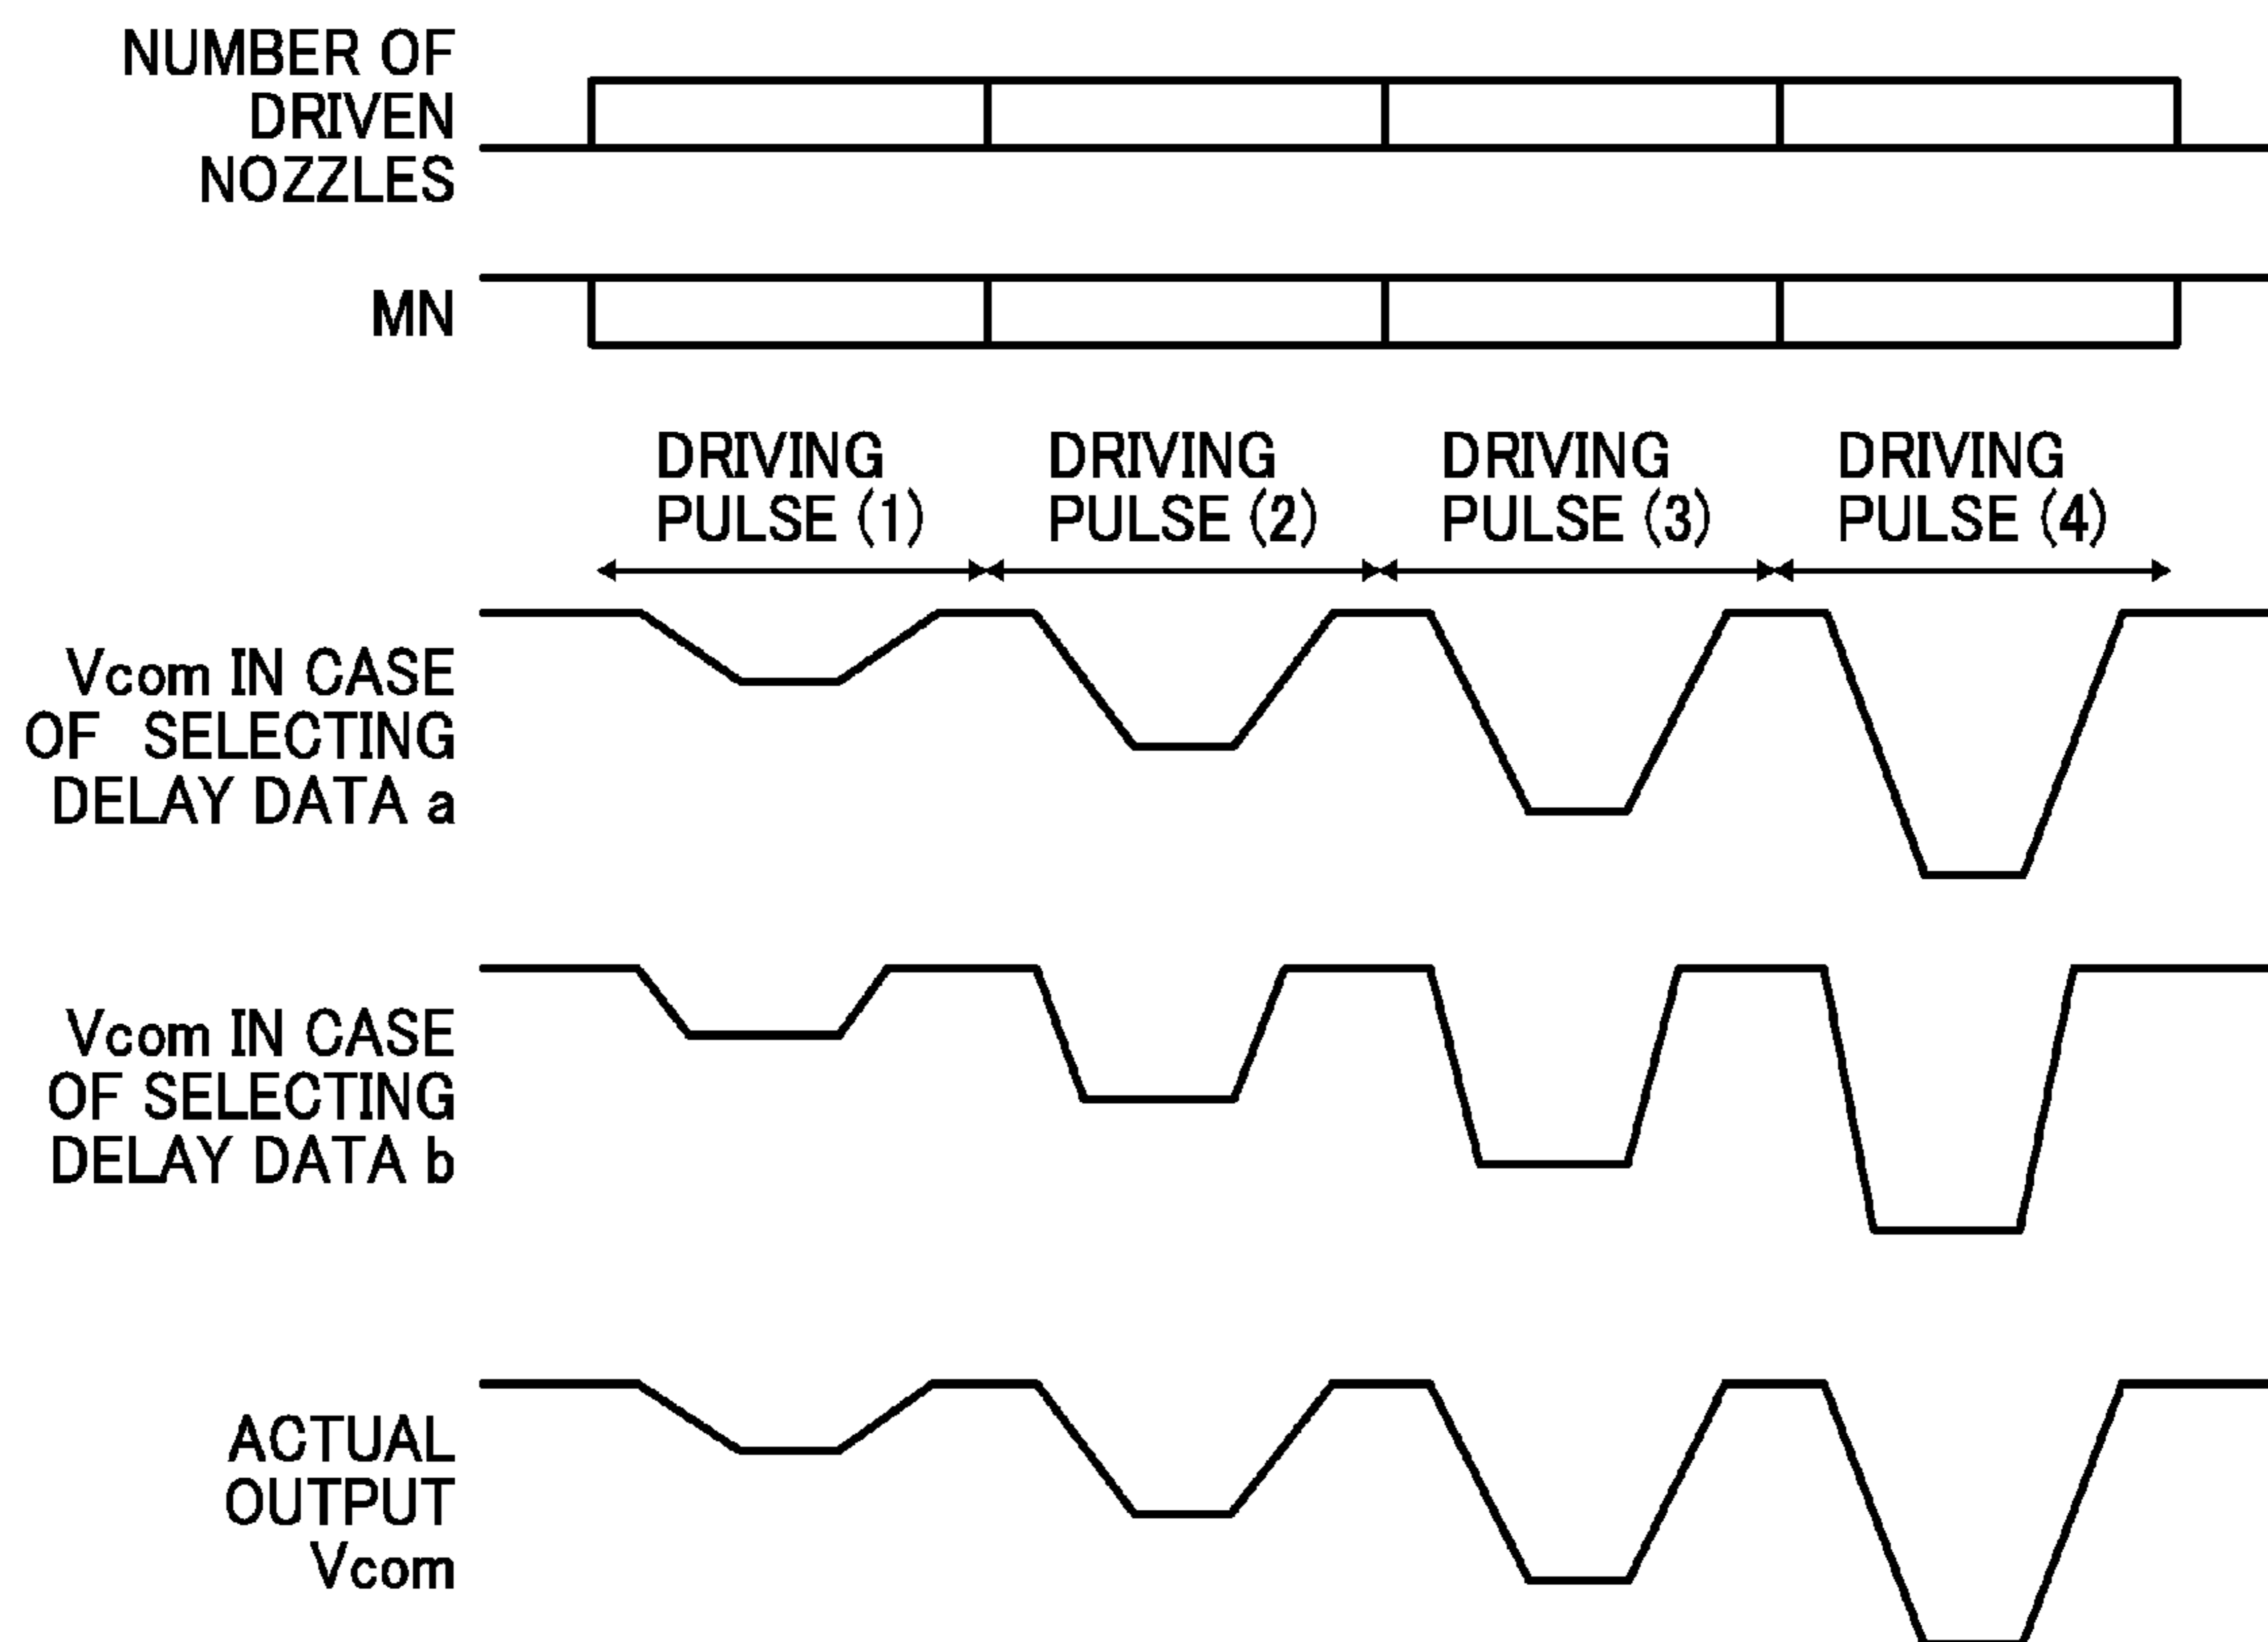 NUMBER OF
DRIVEN
NOZZLES
MN
DRIVING
PULSE (1)
DRIVING
PULSE (2)
DRIVING
PULSE (3)
DRIVING
PULSE (4)
Vcom IN CASE
OF SELECTING
DELAY DATA a
Vcom IN CASE
OF SELECTING
DELAY DATA b
ACTUAL
OUTPUT
Vcom